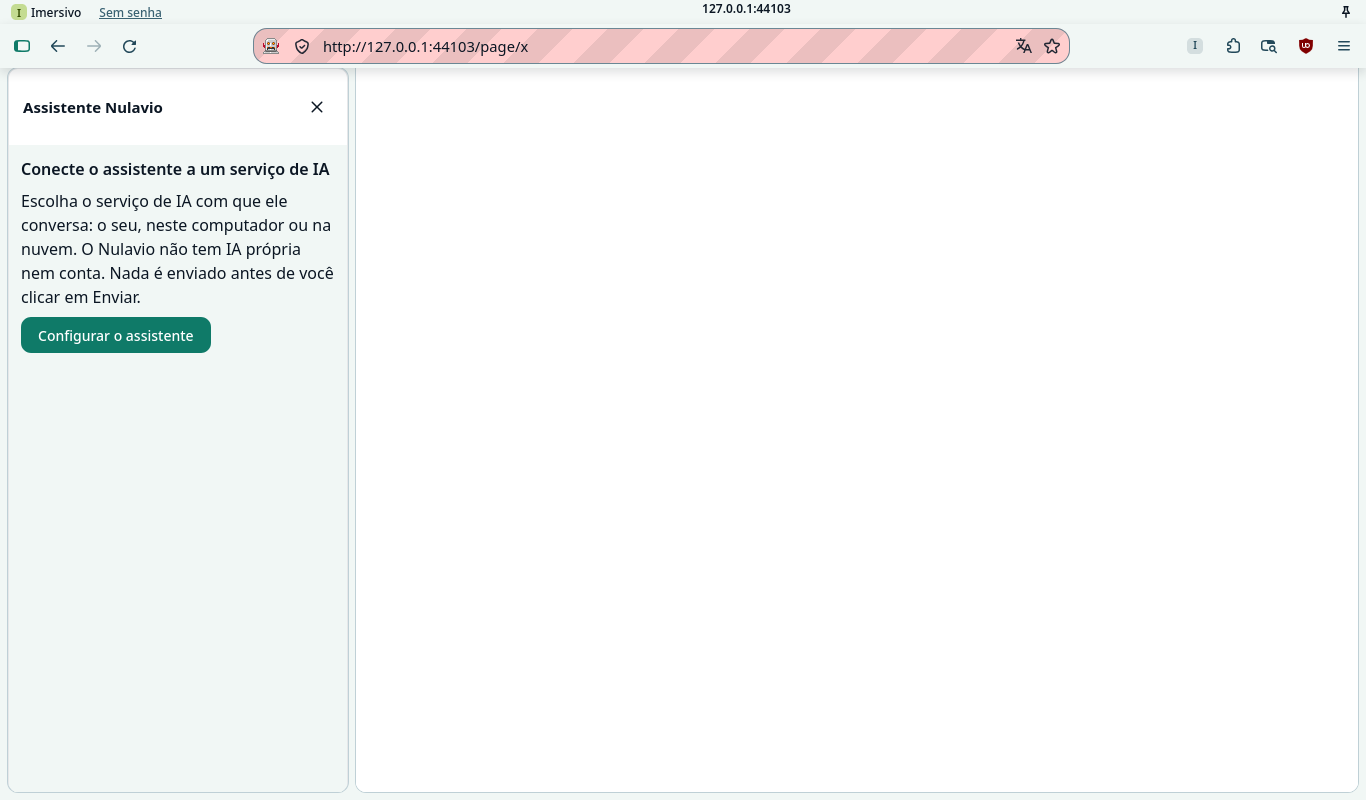 I Imersivo Sem senha 127.0.0.1:44103
http://127.0.0.1:44103/page/x I UD
Assistente Nulavio
Conecte o assistente a um serviço de IA
Escolha o serviço de IA com que ele
conversa: o seu, neste computador ou na
nuvem. O Nulavio não tem IA própria
nem conta. Nada é enviado antes de você
clicar em Enviar.
Configurar o assistente